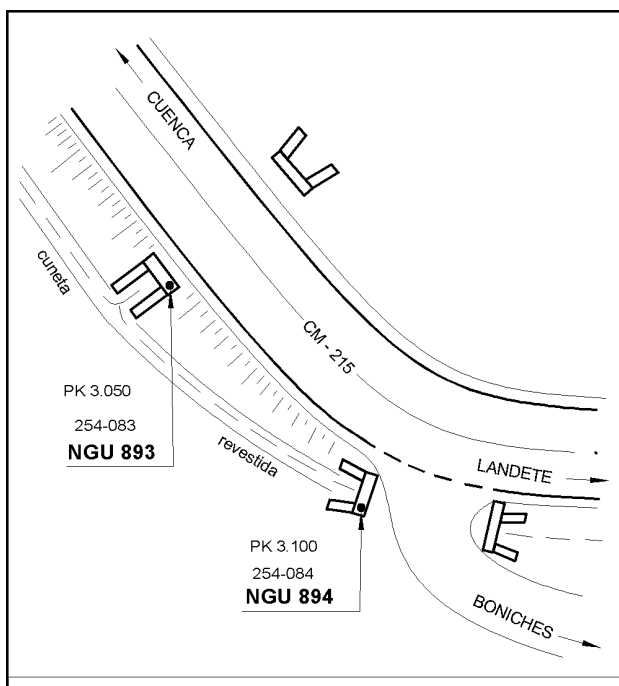 CUENCA
cuneta
CM - 215
PK 3.050
254-083
NGU 893
revestida
LANDETE
PK 3.100
254-084
NGU 894
BONICHES